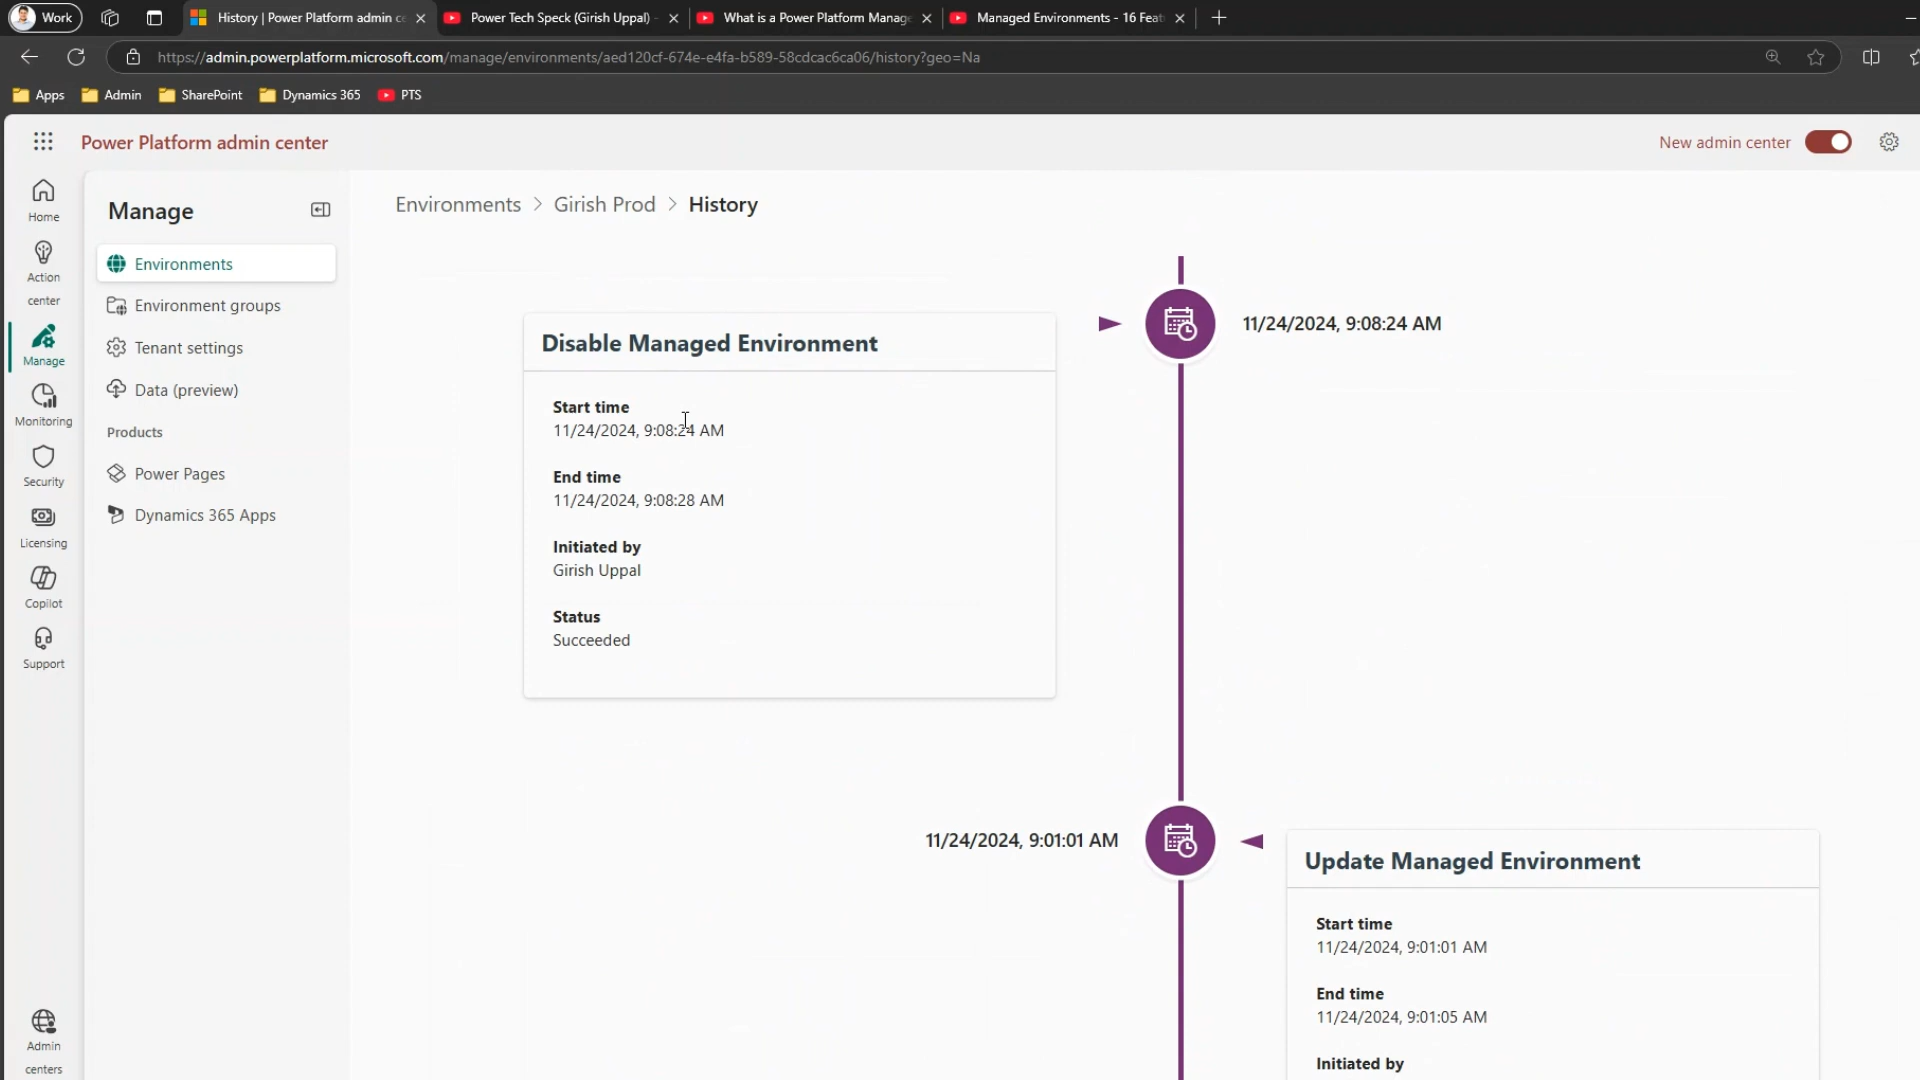 Work
History | Power Platform admin ce
Power Tech Speck (Girish Uppal) -
What is a Power Platform Manage
Managed Environments - 16 Feat
https://admin.powerplatform.microsoft.com/manage/environments/aed120cf-674e-e4fa-b589-58cdcac6ca06/history?geo=Na
Apps
Admin
SharePoint
Dynamics 365
PTS
Power Platform admin center
New admin center
Home
Action
center
Manage
Monitoring
Security
Licensing
Copilot
Support
Admin
centers
Manage
Environments
Environment groups
Tenant settings
Data (preview)
Products
Power Pages
Dynamics 365 Apps
Environments > Girish Prod > History
11/24/2024, 9:08:24 AM
Disable Managed Environment
Start time
11/24/2024, 9:08:24 AM
End time
11/24/2024, 9:08:28 AM
Initiated by
Girish Uppal
Status
Succeeded
11/24/2024, 9:01:01 AM
Update Managed Environment
Start time
11/24/2024, 9:01:01 AM
End time
11/24/2024, 9:01:05 AM
Initiated by